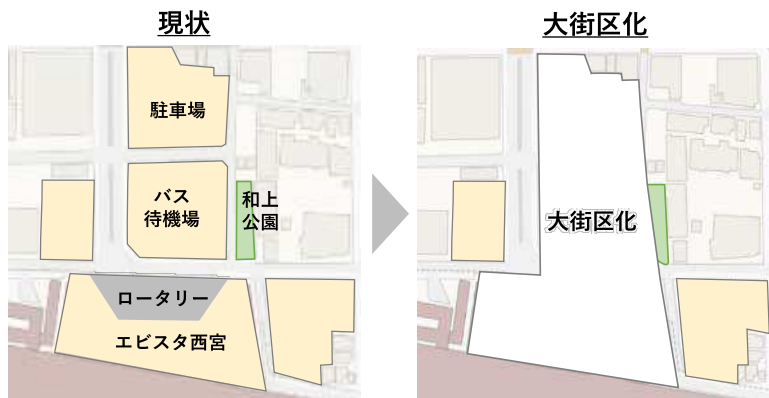 現状
駐車場
バス
待機場
和上
公園
ロータリー
エビスタ西宮
大街区化
大街区化